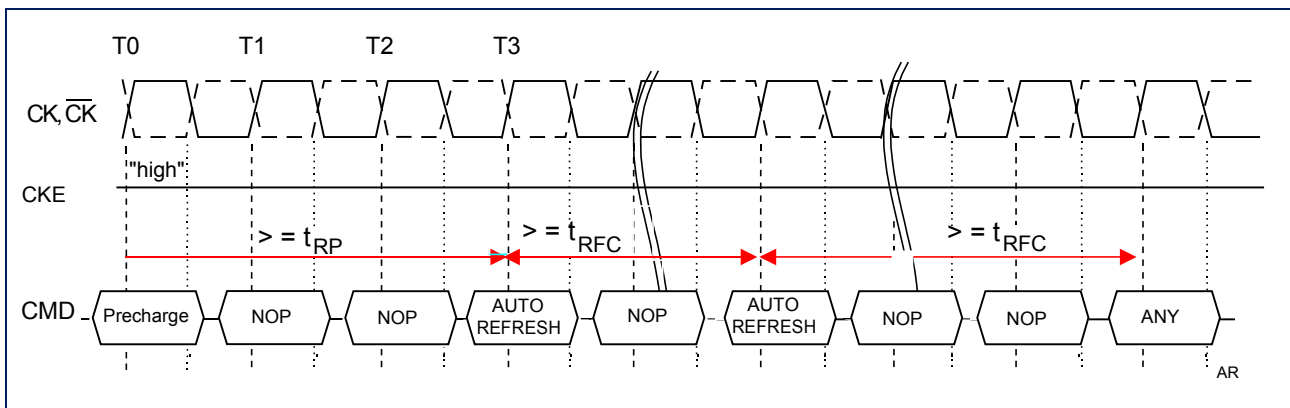 T0 T1 T2 T3
CK, C̅K̅
"high"
CKE
> = tRP > = tRFC > = tRFC
CMD Precharge NOP NOP AUTO REFRESH NOP AUTO REFRESH NOP NOP ANY
AR